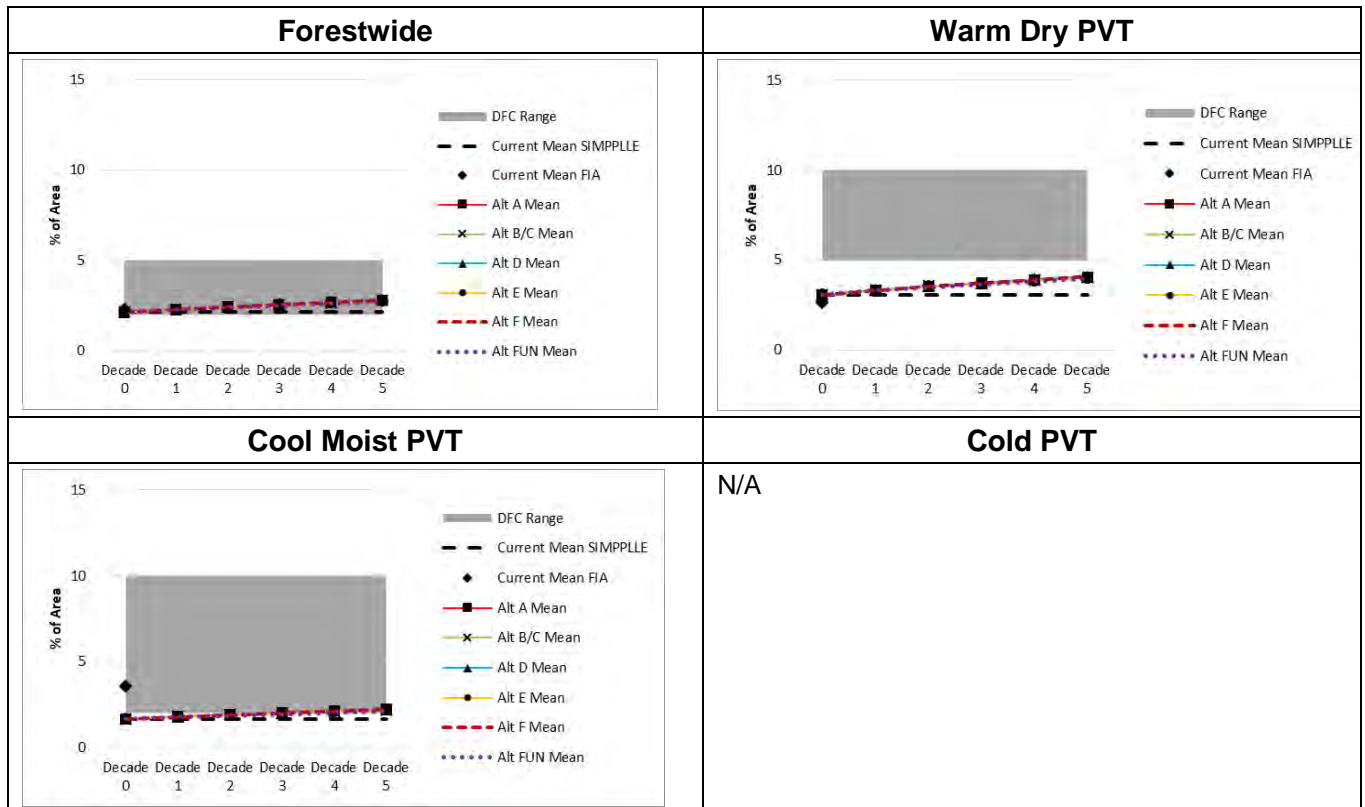 Forestwide
Warm Dry PVT
15
10
5
0
% of Area
Decade 0
Decade 1
Decade 2
Decade 3
Decade 4
Decade 5
DFC Range
Current Mean SIMPPLLE
Current Mean FIA
Alt A Mean
Alt B/C Mean
Alt D Mean
Alt E Mean
Alt F Mean
Alt FUN Mean
15
10
5
0
% of Area
Decade 0
Decade 1
Decade 2
Decade 3
Decade 4
Decade 5
DFC Range
Current Mean SIMPPLLE
Current Mean FIA
Alt A Mean
Alt B/C Mean
Alt D Mean
Alt E Mean
Alt F Mean
Alt FUN Mean
Cool Moist PVT
Cold PVT
15
10
5
0
% of Area
Decade 0
Decade 1
Decade 2
Decade 3
Decade 4
Decade 5
DFC Range
Current Mean SIMPPLLE
Current Mean FIA
Alt A Mean
Alt B/C Mean
Alt D Mean
Alt E Mean
Alt F Mean
Alt FUN Mean
N/A